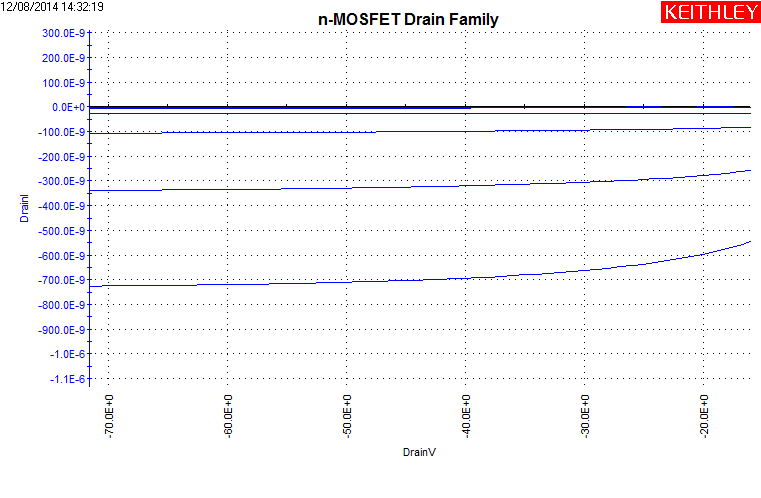 12/08/2014 14:32:19
n-MOSFET Drain Family
KEITHLEY
300.0E-9
200.0E-9
100.0E-9
0.0E+0
-100.0E-9
-200.0E-9
-300.0E-9
-400.0E-9
-500.0E-9
-600.0E-9
-700.0E-9
-800.0E-9
-900.0E-9
-1.0E-6
-1.1E-6
DrainI
-70.0E+0
-60.0E+0
-50.0E+0
-40.0E+0
-30.0E+0
-20.0E+0
DrainV